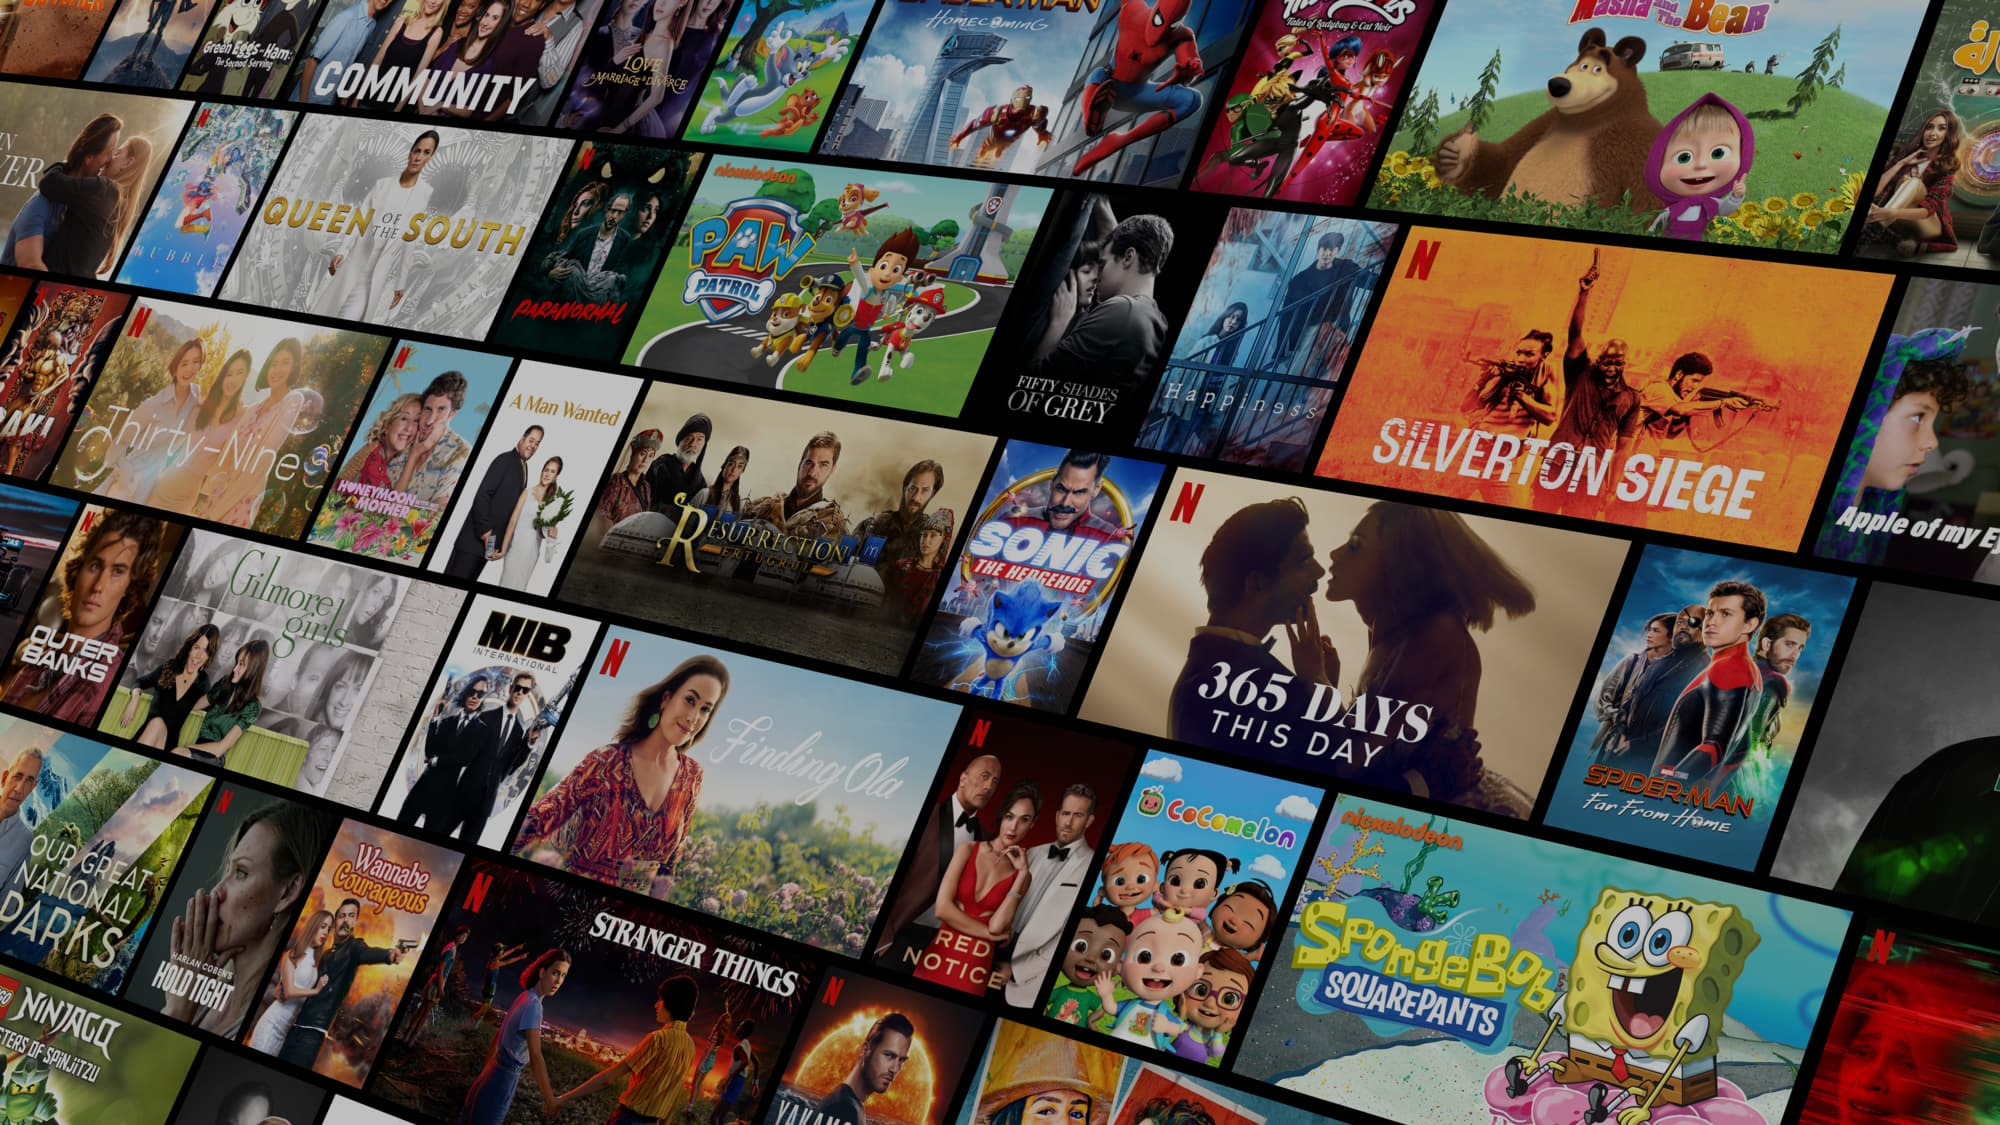 Green Eggs and Ham:
The Second Serving
COMMUNITY
LOVE
MARRIAGE & DIVORCE
SPIDER-MAN
HOMECOMING
Tales of Ladybug & Cat Noir
Masha and The Bear
BUBBLE
QUEEN OF THE SOUTH
PARANORMAL
nickelodeon
PAW
PATROL
FIFTY SHADES
OF GREY
Happiness
N
SILVERTON SIEGE
Apple of my
N
Thirty-Nine
N
HONEYMOON
MOTHER
A Man Wanted
RESURRECTION
ERTUGRUL
SONIC
THE HEDGEHOG
N
365 DAYS
THIS DAY
SPIDER-MAN
Far From Home
OUTER
BANKS
Gilmore
girls
MIB
INTERNATIONAL
N
Finding Ola
N
RED
NOTICE
CoComelon
nickelodeon
SpongeBob
SQUAREPANTS
OUR GREAT
NATIONAL
PARKS
N
HARLAN COBEN'S
HOLD TIGHT
Wannabe
Courageous
N
STRANGER THINGS
N
N
NINJAGO
MASTERS OF SPINJITZU